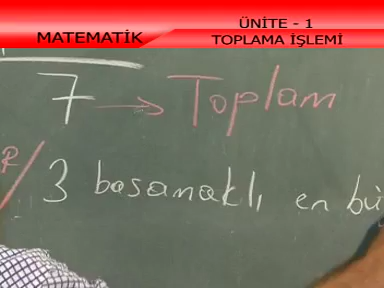 MATEMATİK
ÜNİTE - 1
TOPLAMA İŞLEMİ
7 → Toplam
3 basamaklı en